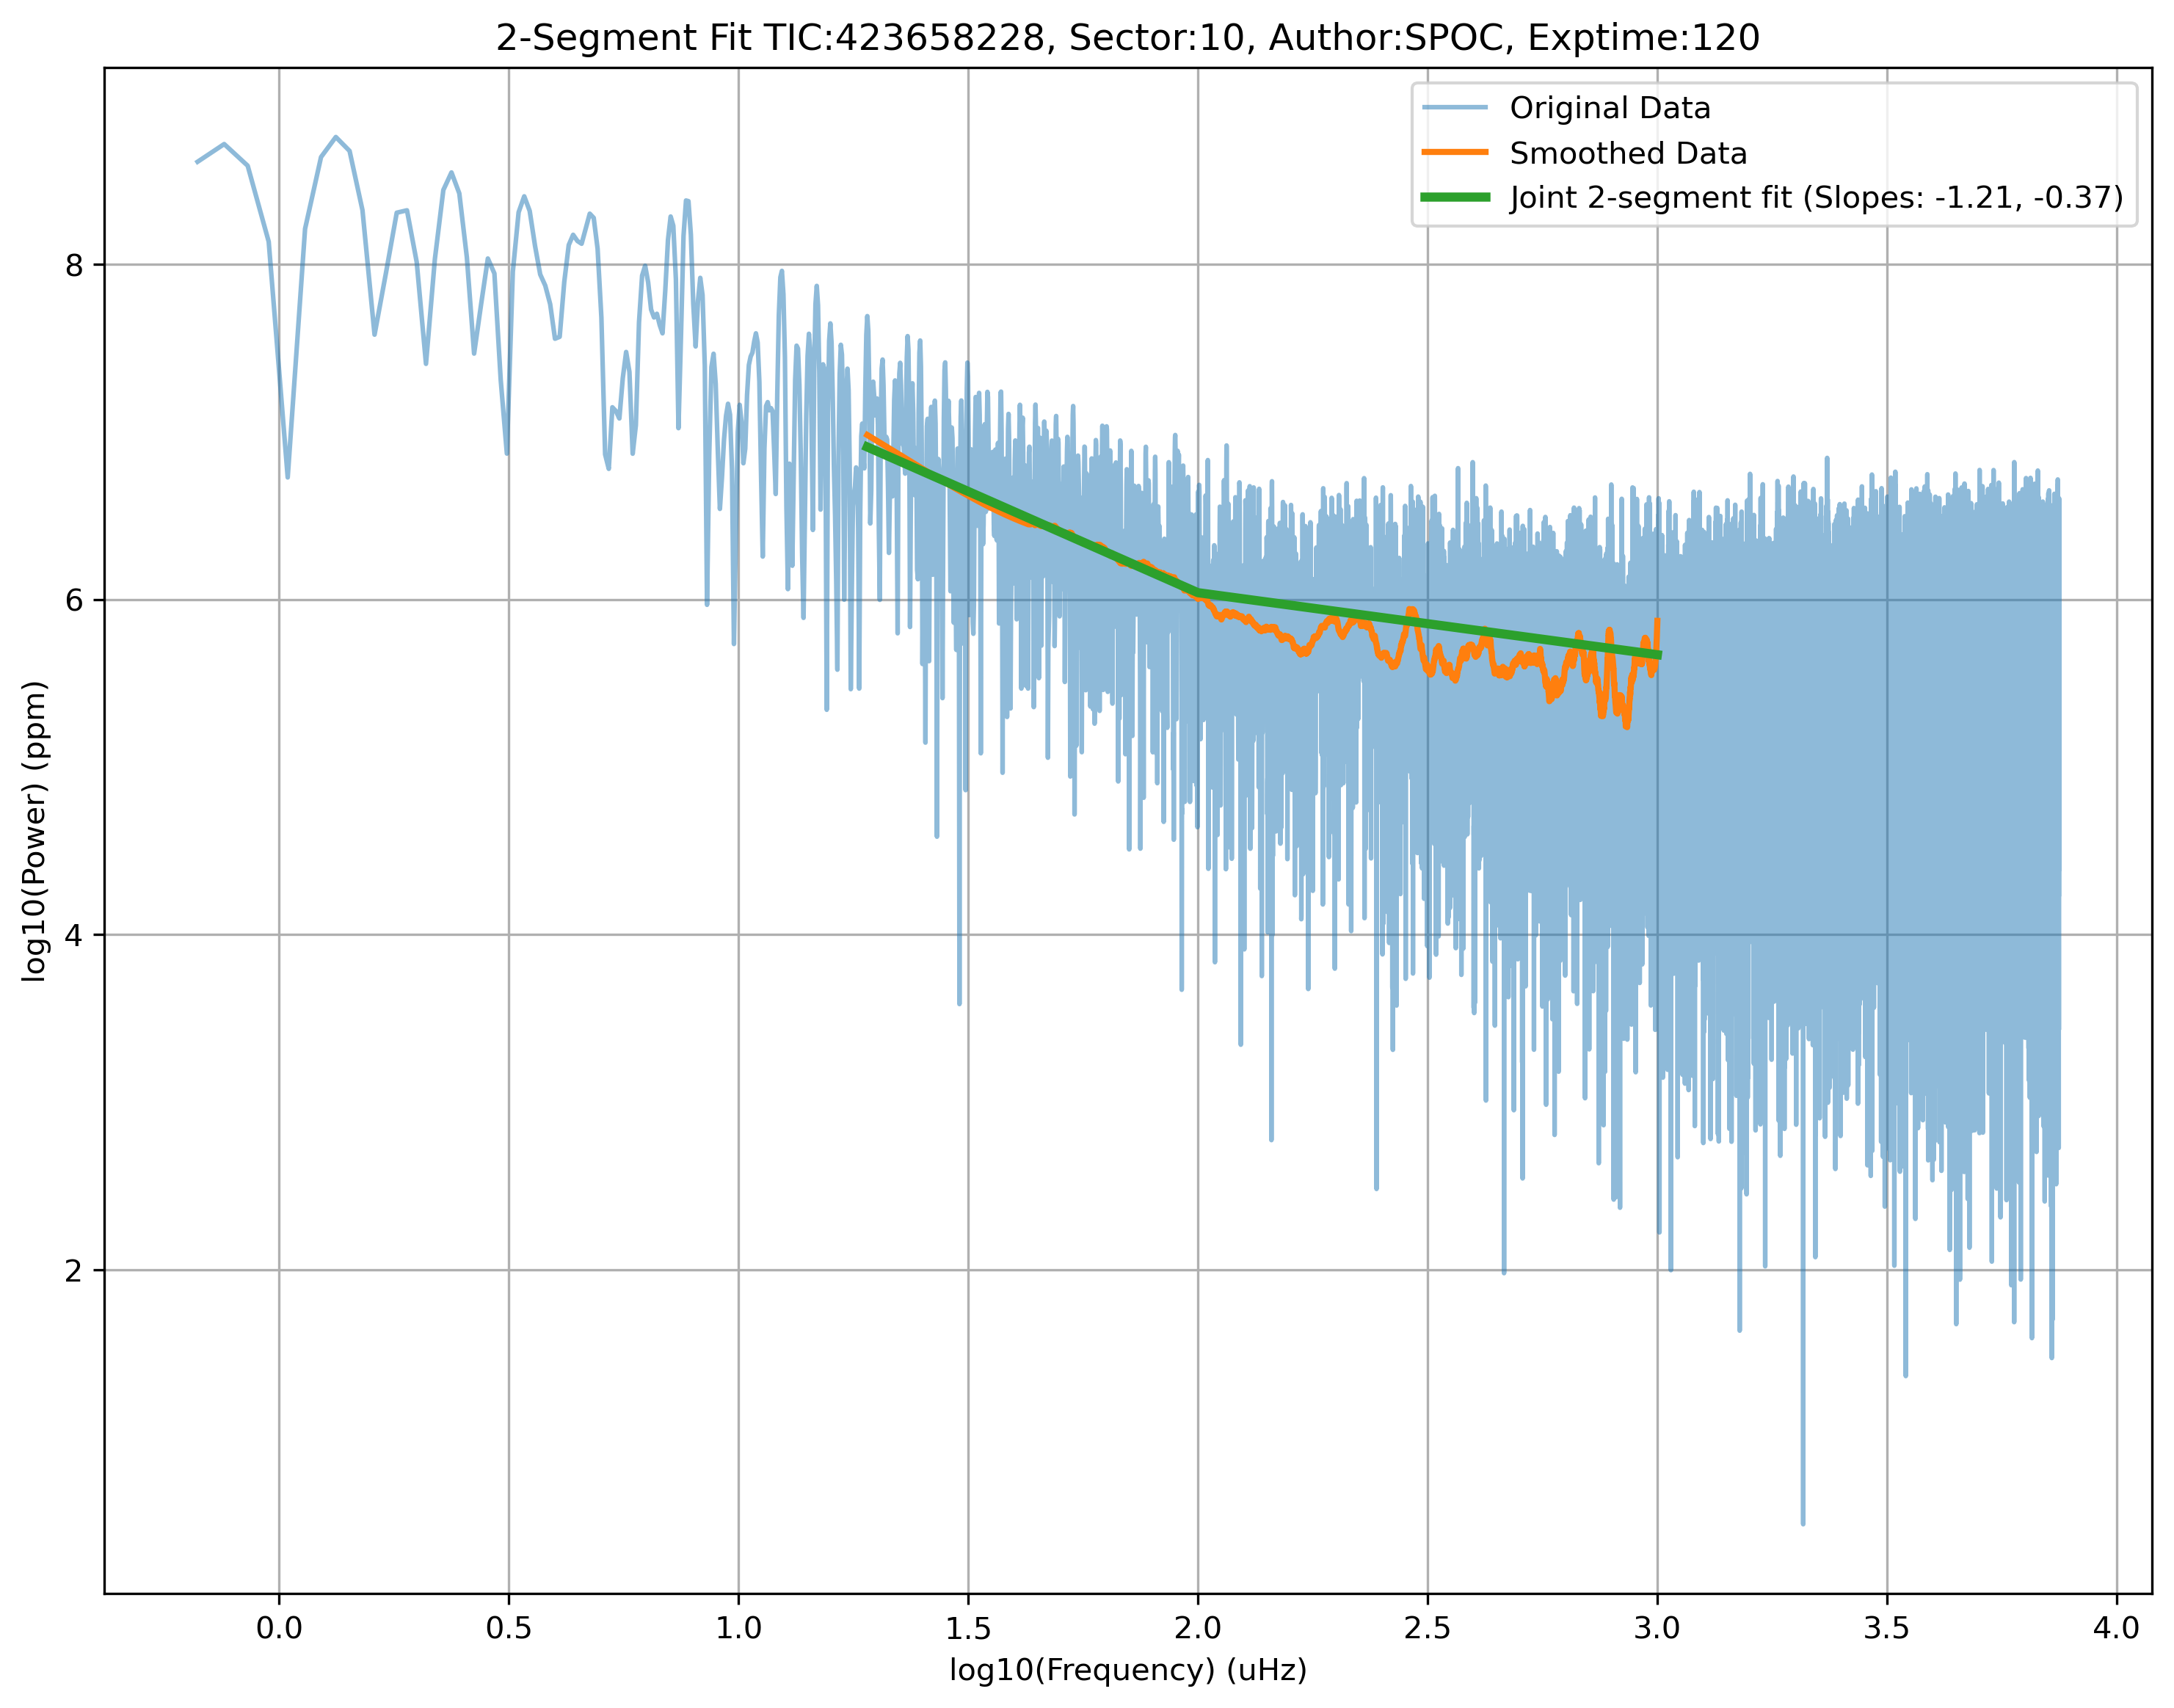 2-Segment Fit TIC:423658228, Sector:10, Author:SPOC, Exptime:120
Original Data
Smoothed Data
Joint 2-segment fit (Slopes: -1.21, -0.37)
log10(Power) (ppm)
8
6
4
2
0.0 0.5 1.0 1.5 2.0 2.5 3.0 3.5 4.0
log10(Frequency) (uHz)